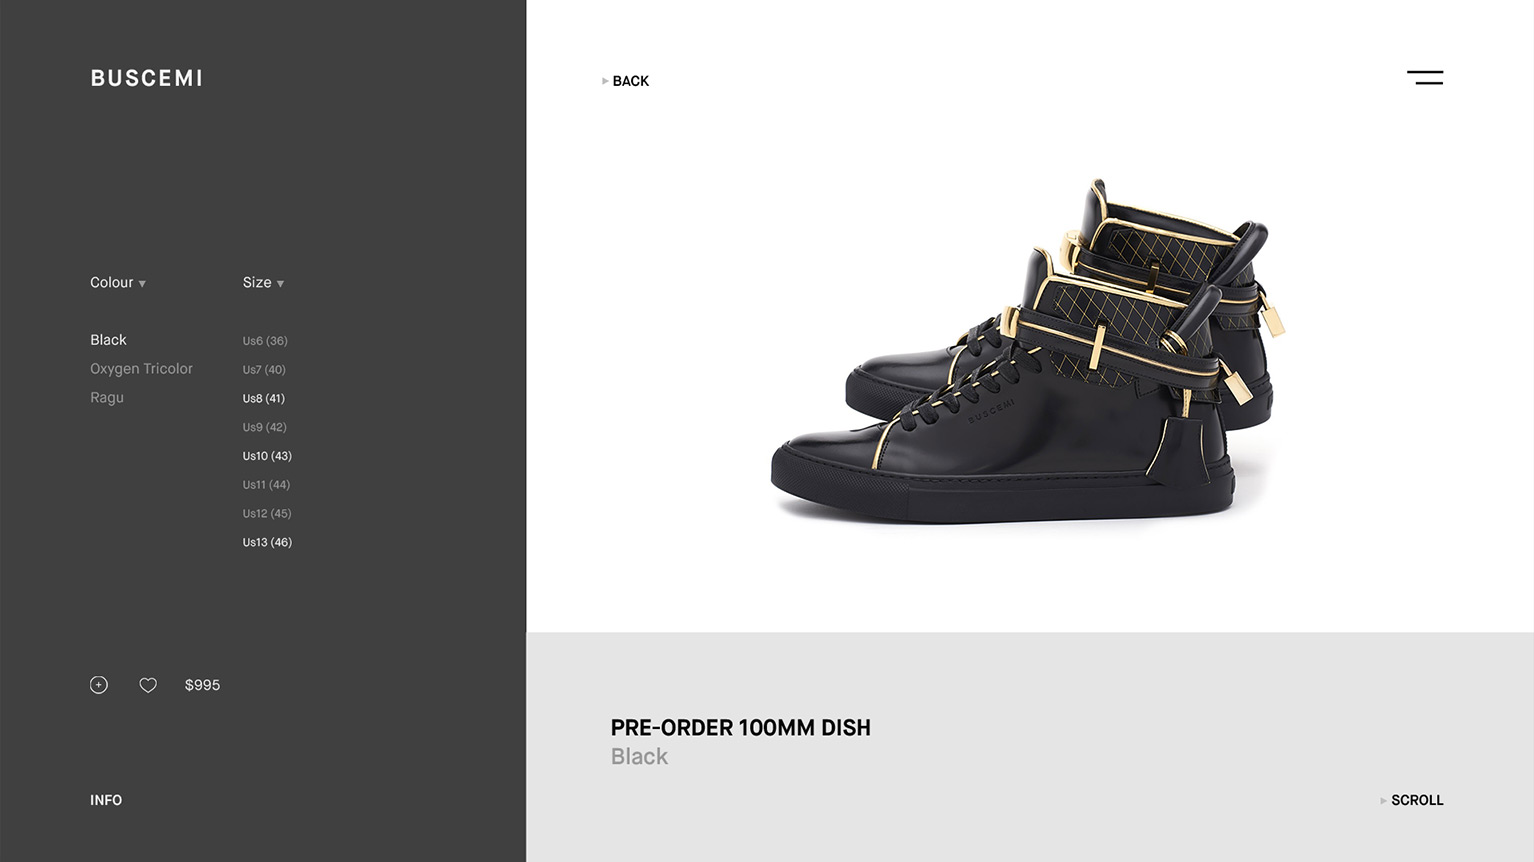 BUSCEMI
BACK
Colour
Size
Black
Oxygen Tricolor
Ragu
Us6 (36)
Us7 (40)
Us8 (41)
Us9 (42)
Us10 (43)
Us11 (44)
Us12 (45)
Us13 (46)
BUSCEMI
$995
PRE-ORDER 100MM DISH
Black
INFO
SCROLL